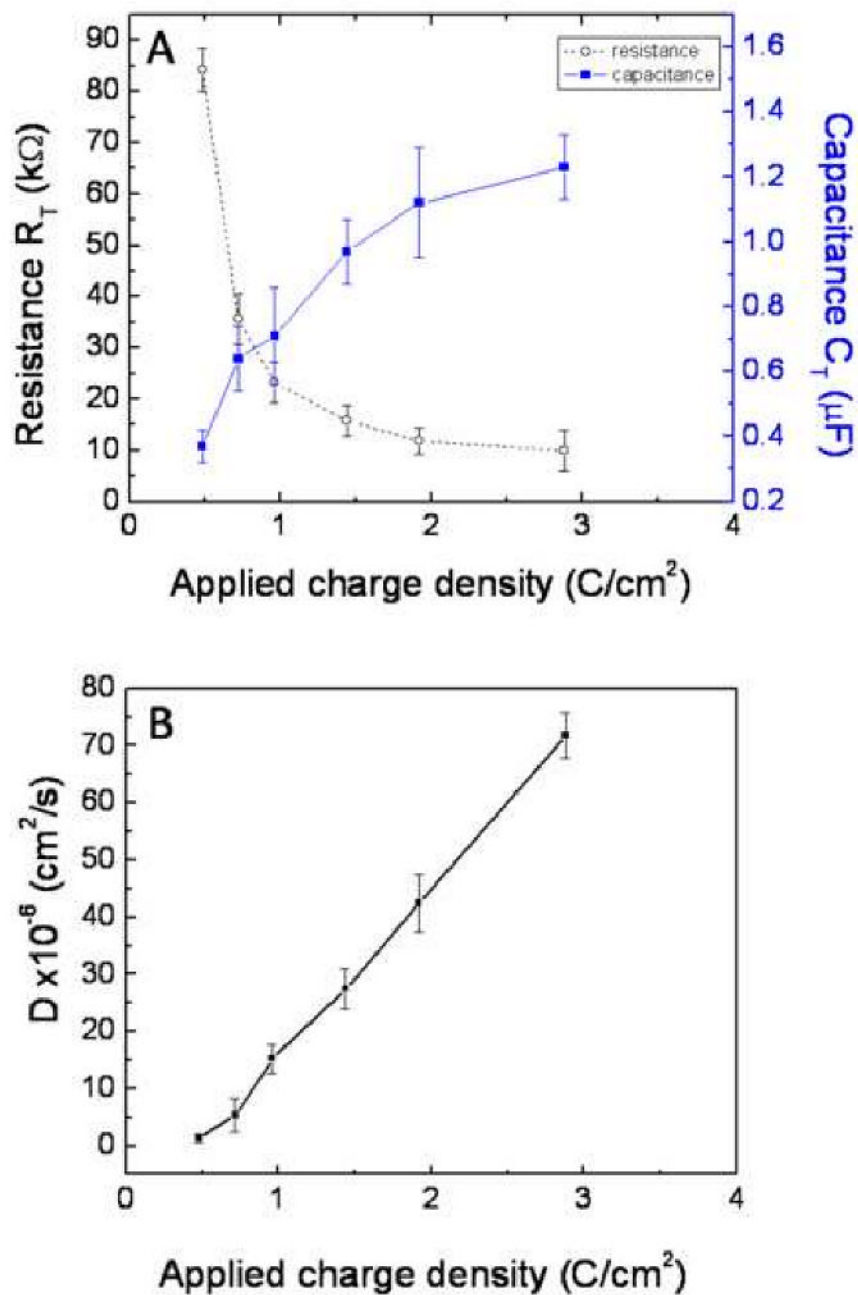 A
resistance
capacitance
90
80
70
60
50
40
30
20
10
0
Resistance R_T (kΩ)
1.6
1.4
1.2
1.0
0.8
0.6
0.4
0.2
Capacitance C_T (μF)
0 1 2 3 4
Applied charge density (C/cm²)
B
80
70
60
50
40
30
20
10
0
D x10⁻⁶ (cm²/s)
0 1 2 3 4
Applied charge density (C/cm²)